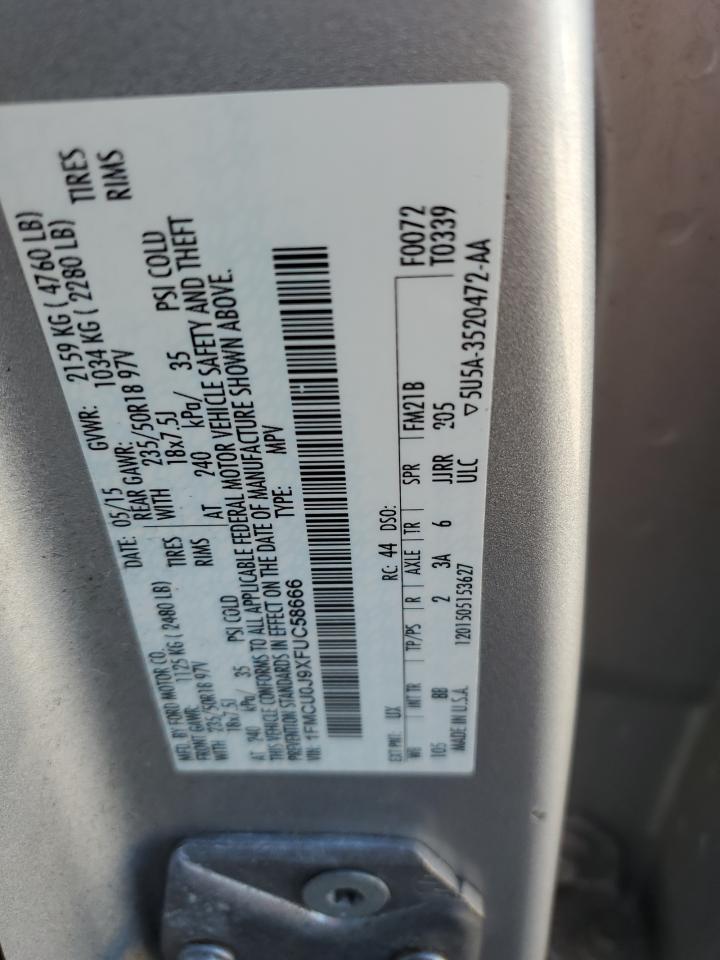 MFD. BY FORD MOTOR CO. DATE: 05/15 GVWR: 2159 KG ( 4760 LB)
FRONT GAWR: 1125 KG ( 2480 LB) REAR GAWR: 1034 KG ( 2280 LB)
WITH 235/50R18 97V TIRES WITH 235/50R18 97V TIRES
18x7.5J RIMS 18x7.5J RIMS
AT 240 kPa/ 35 PSI COLD AT 240 kPa/ 35 PSI COLD
THIS VEHICLE CONFORMS TO ALL APPLICABLE FEDERAL MOTOR VEHICLE SAFETY AND THEFT
PREVENTION STANDARDS IN EFFECT ON THE DATE OF MANUFACTURE SHOWN ABOVE.
VIN: 1FMCU0J9XFUC58666 TYPE: MPV
EXT PNT: UX RC: 44 DSO: F0072
WB INT TR TP/PS R AXLE TR SPR T0339
105 BB 2 3A 6 JJRR FM21B 205
MADE IN U.S.A. 1201505153627 ULC ▽5U5A-3520472-AA